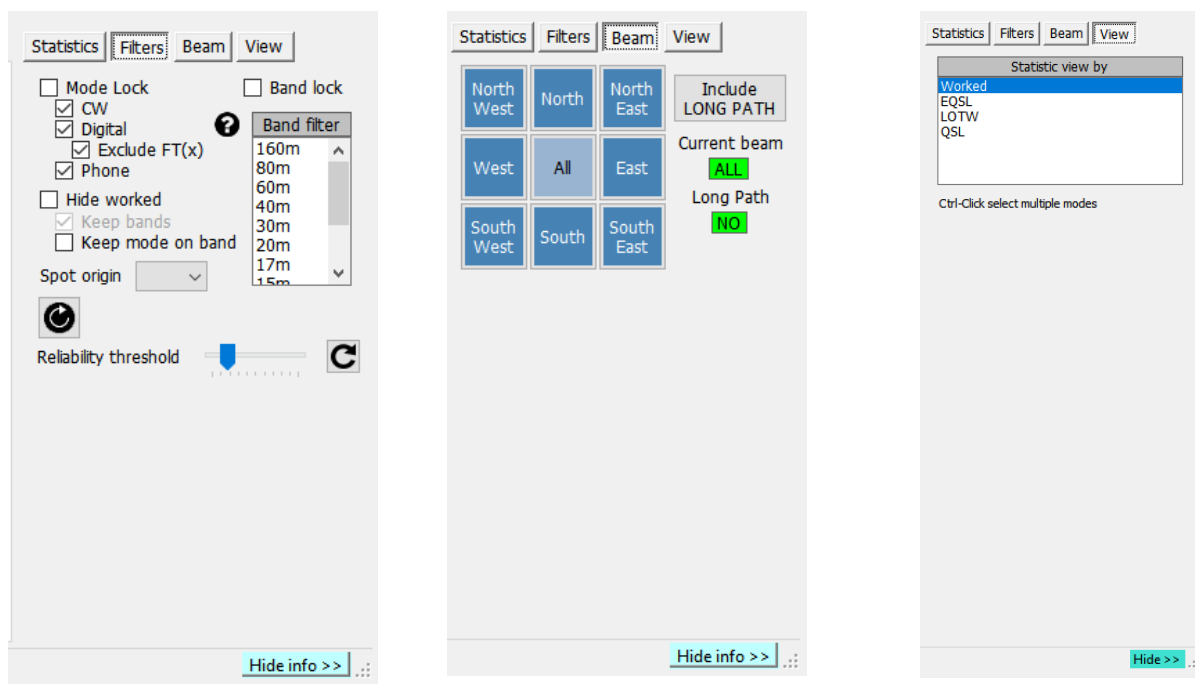 Statistics Filters Beam View
Mode Lock
Band lock
CW
Digital
Exclude FT(x)
Phone
?
Band filter
160m
80m
60m
40m
30m
20m
17m
15m
Hide worked
Keep bands
Keep mode on band
Spot origin
Reliability threshold
Hide info >>
Statistics Filters Beam View
North West
North
North East
West
All
East
South West
South
South East
Include
LONG PATH
Current beam
ALL
Long Path
NO
Hide info >>
Statistics Filters Beam View
Statistic view by
Worked
EQSL
LOTW
QSL
Ctrl-Click select multiple modes
Hide >>